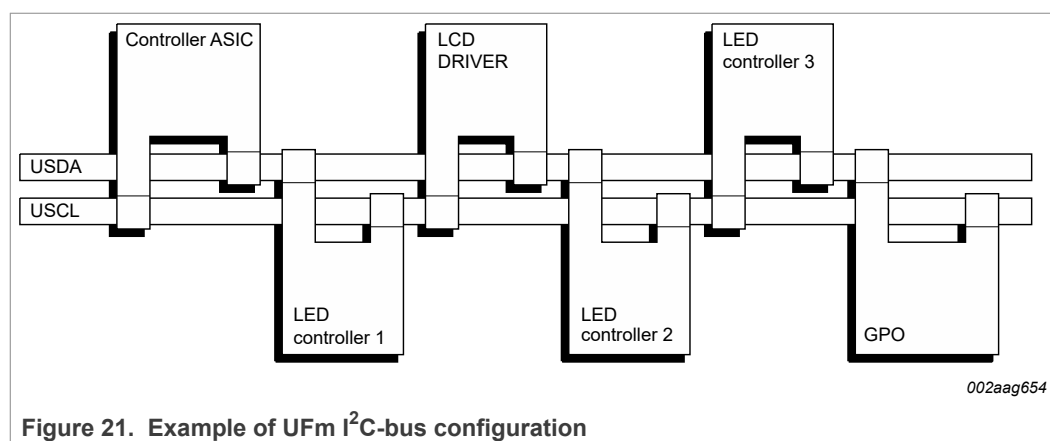 Controller ASIC
LCD
DRIVER
LED
controller 3
USDA
USCL
LED
controller 1
LED
controller 2
GPO
002aag654
Figure 21. Example of UFm I²C-bus configuration